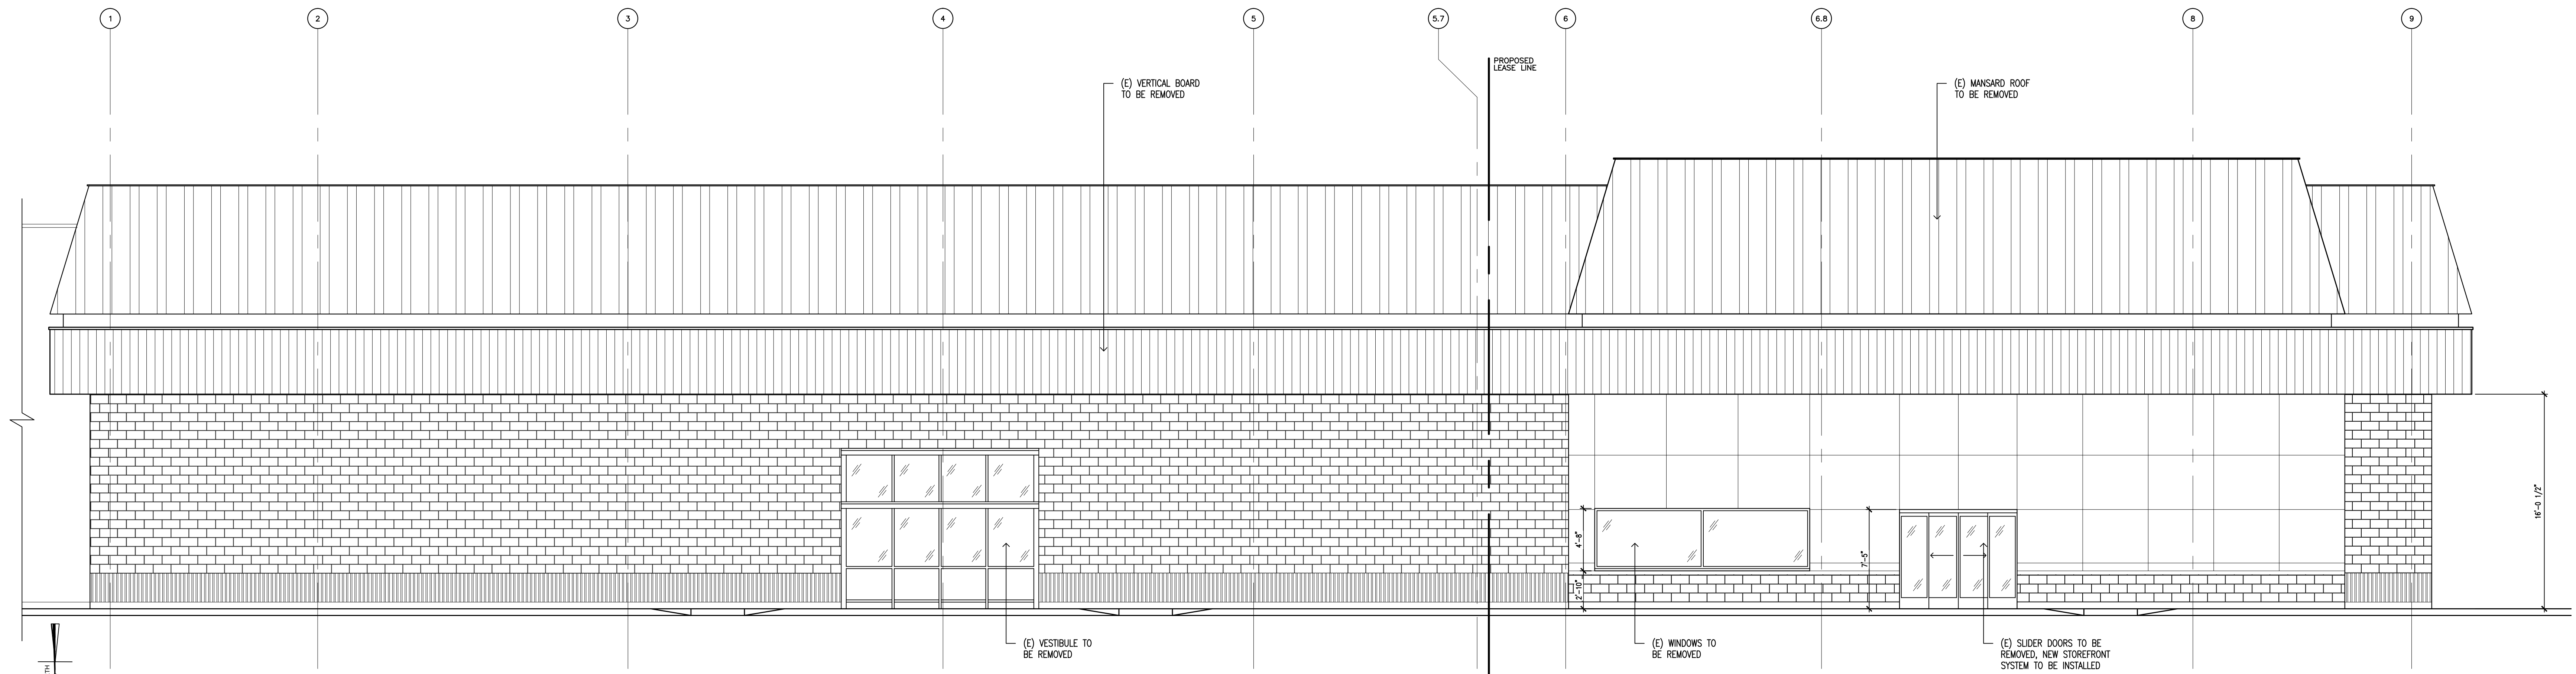 1 2 3 4 5 5.7 6 6.8 8 9
PROPOSED
LEASE LINE
(E) VERTICAL BOARD
TO BE REMOVED
(E) MANSARD ROOF
TO BE REMOVED
16'-0 1/2"
4'-8"
2'-10"
7'-5"
(E) VESTIBULE TO
BE REMOVED
(E) WINDOWS TO
BE REMOVED
(E) SLIDER DOORS TO BE
REMOVED, NEW STOREFRONT
SYSTEM TO BE INSTALLED